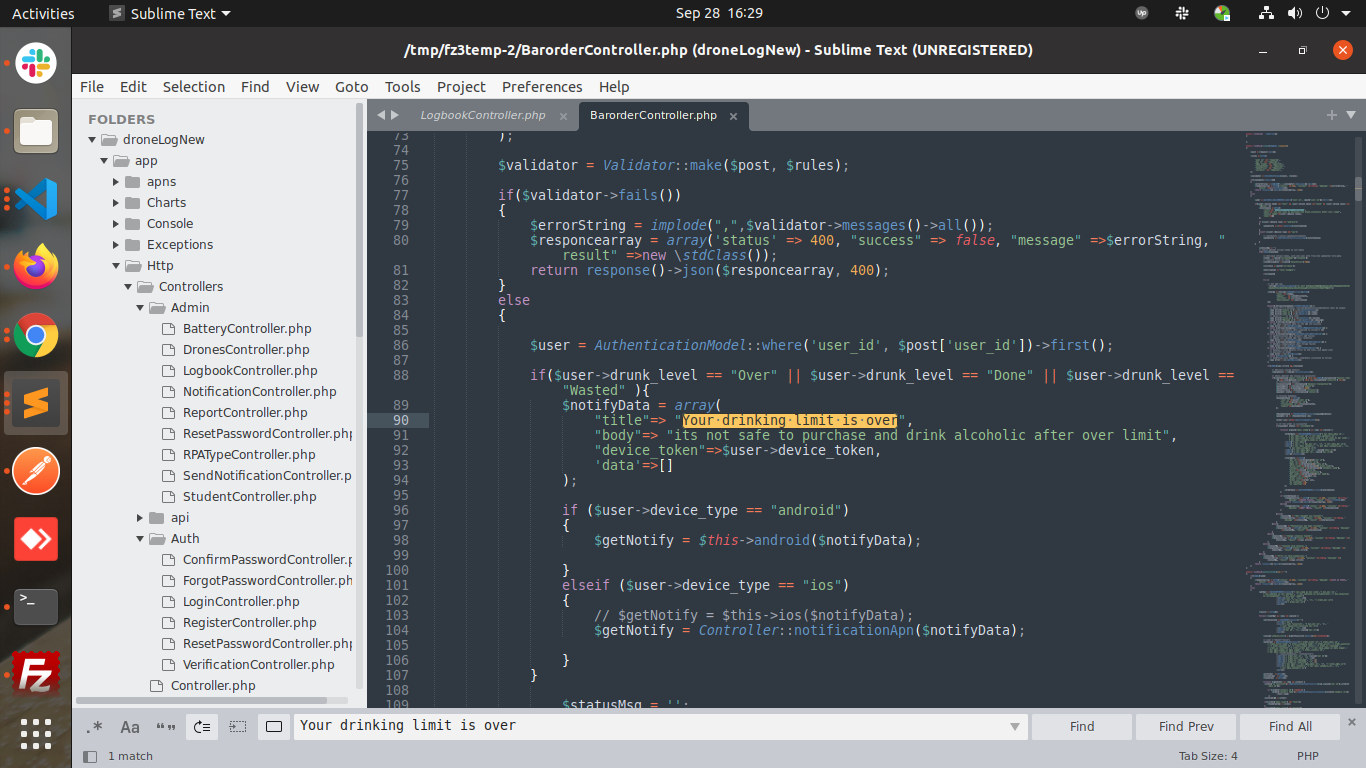 Activities Sublime Text Sep 28 16:29
/tmp/fz3temp-2/BarorderController.php (droneLogNew) - Sublime Text (UNREGISTERED)
File Edit Selection Find View Goto Tools Project Preferences Help
FOLDERS
droneLogNew
app
apns
Charts
Console
Exceptions
Http
Controllers
Admin
BatteryController.php
DronesController.php
LogbookController.php
NotificationController.php
ReportController.php
ResetPasswordController.php
RPATypeController.php
SendNotificationController.p
StudentController.php
api
Auth
ConfirmPasswordController.p
ForgotPasswordController.ph
LoginController.php
RegisterController.php
ResetPasswordController.php
VerificationController.php
Controller.php
LogbookController.php × BarorderController.php ×
73 );
74
75 $validator = Validator::make($post, $rules);
76
77 if($validator->fails())
78 {
79 $errorString = implode(",",$validator->messages()->all());
80 $responcearray = array('status' => 400, "success" => false, "message" =>$errorString, "
result" =>new \stdClass());
81 return response()->json($responcearray, 400);
82 }
83 else
84 {
85
86 $user = AuthenticationModel::where('user_id', $post['user_id'])->first();
87
88 if($user->drunk_level == "Over" || $user->drunk_level == "Done" || $user->drunk_level ==
"Wasted" ){
89 $notifyData = array(
90 "title"=> "Your drinking limit is over",
91 "body"=> "its not safe to purchase and drink alcoholic after over limit",
92 "device_token"=>$user->device_token,
93 'data'=>[]
94 );
95
96 if ($user->device_type == "android")
97 {
98 $getNotify = $this->android($notifyData);
99
100 }
101 elseif ($user->device_type == "ios")
102 {
103 // $getNotify = $this->ios($notifyData);
104 $getNotify = Controller::notificationApn($notifyData);
105
106 }
107 }
108
109 $statusMsg = '';
.* Aa “” Your drinking limit is over Find Find Prev Find All ×
1 match Tab Size: 4 PHP